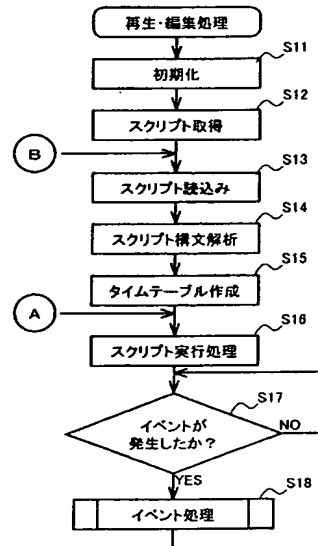 再生・編集処理
S11
初期化
S12
スクリプト取得
B
S13
スクリプト読込み
S14
スクリプト構文解析
S15
タイムテーブル作成
A
S16
スクリプト実行処理
S17
イベントが
発生したか?
NO
YES
S18
イベント処理